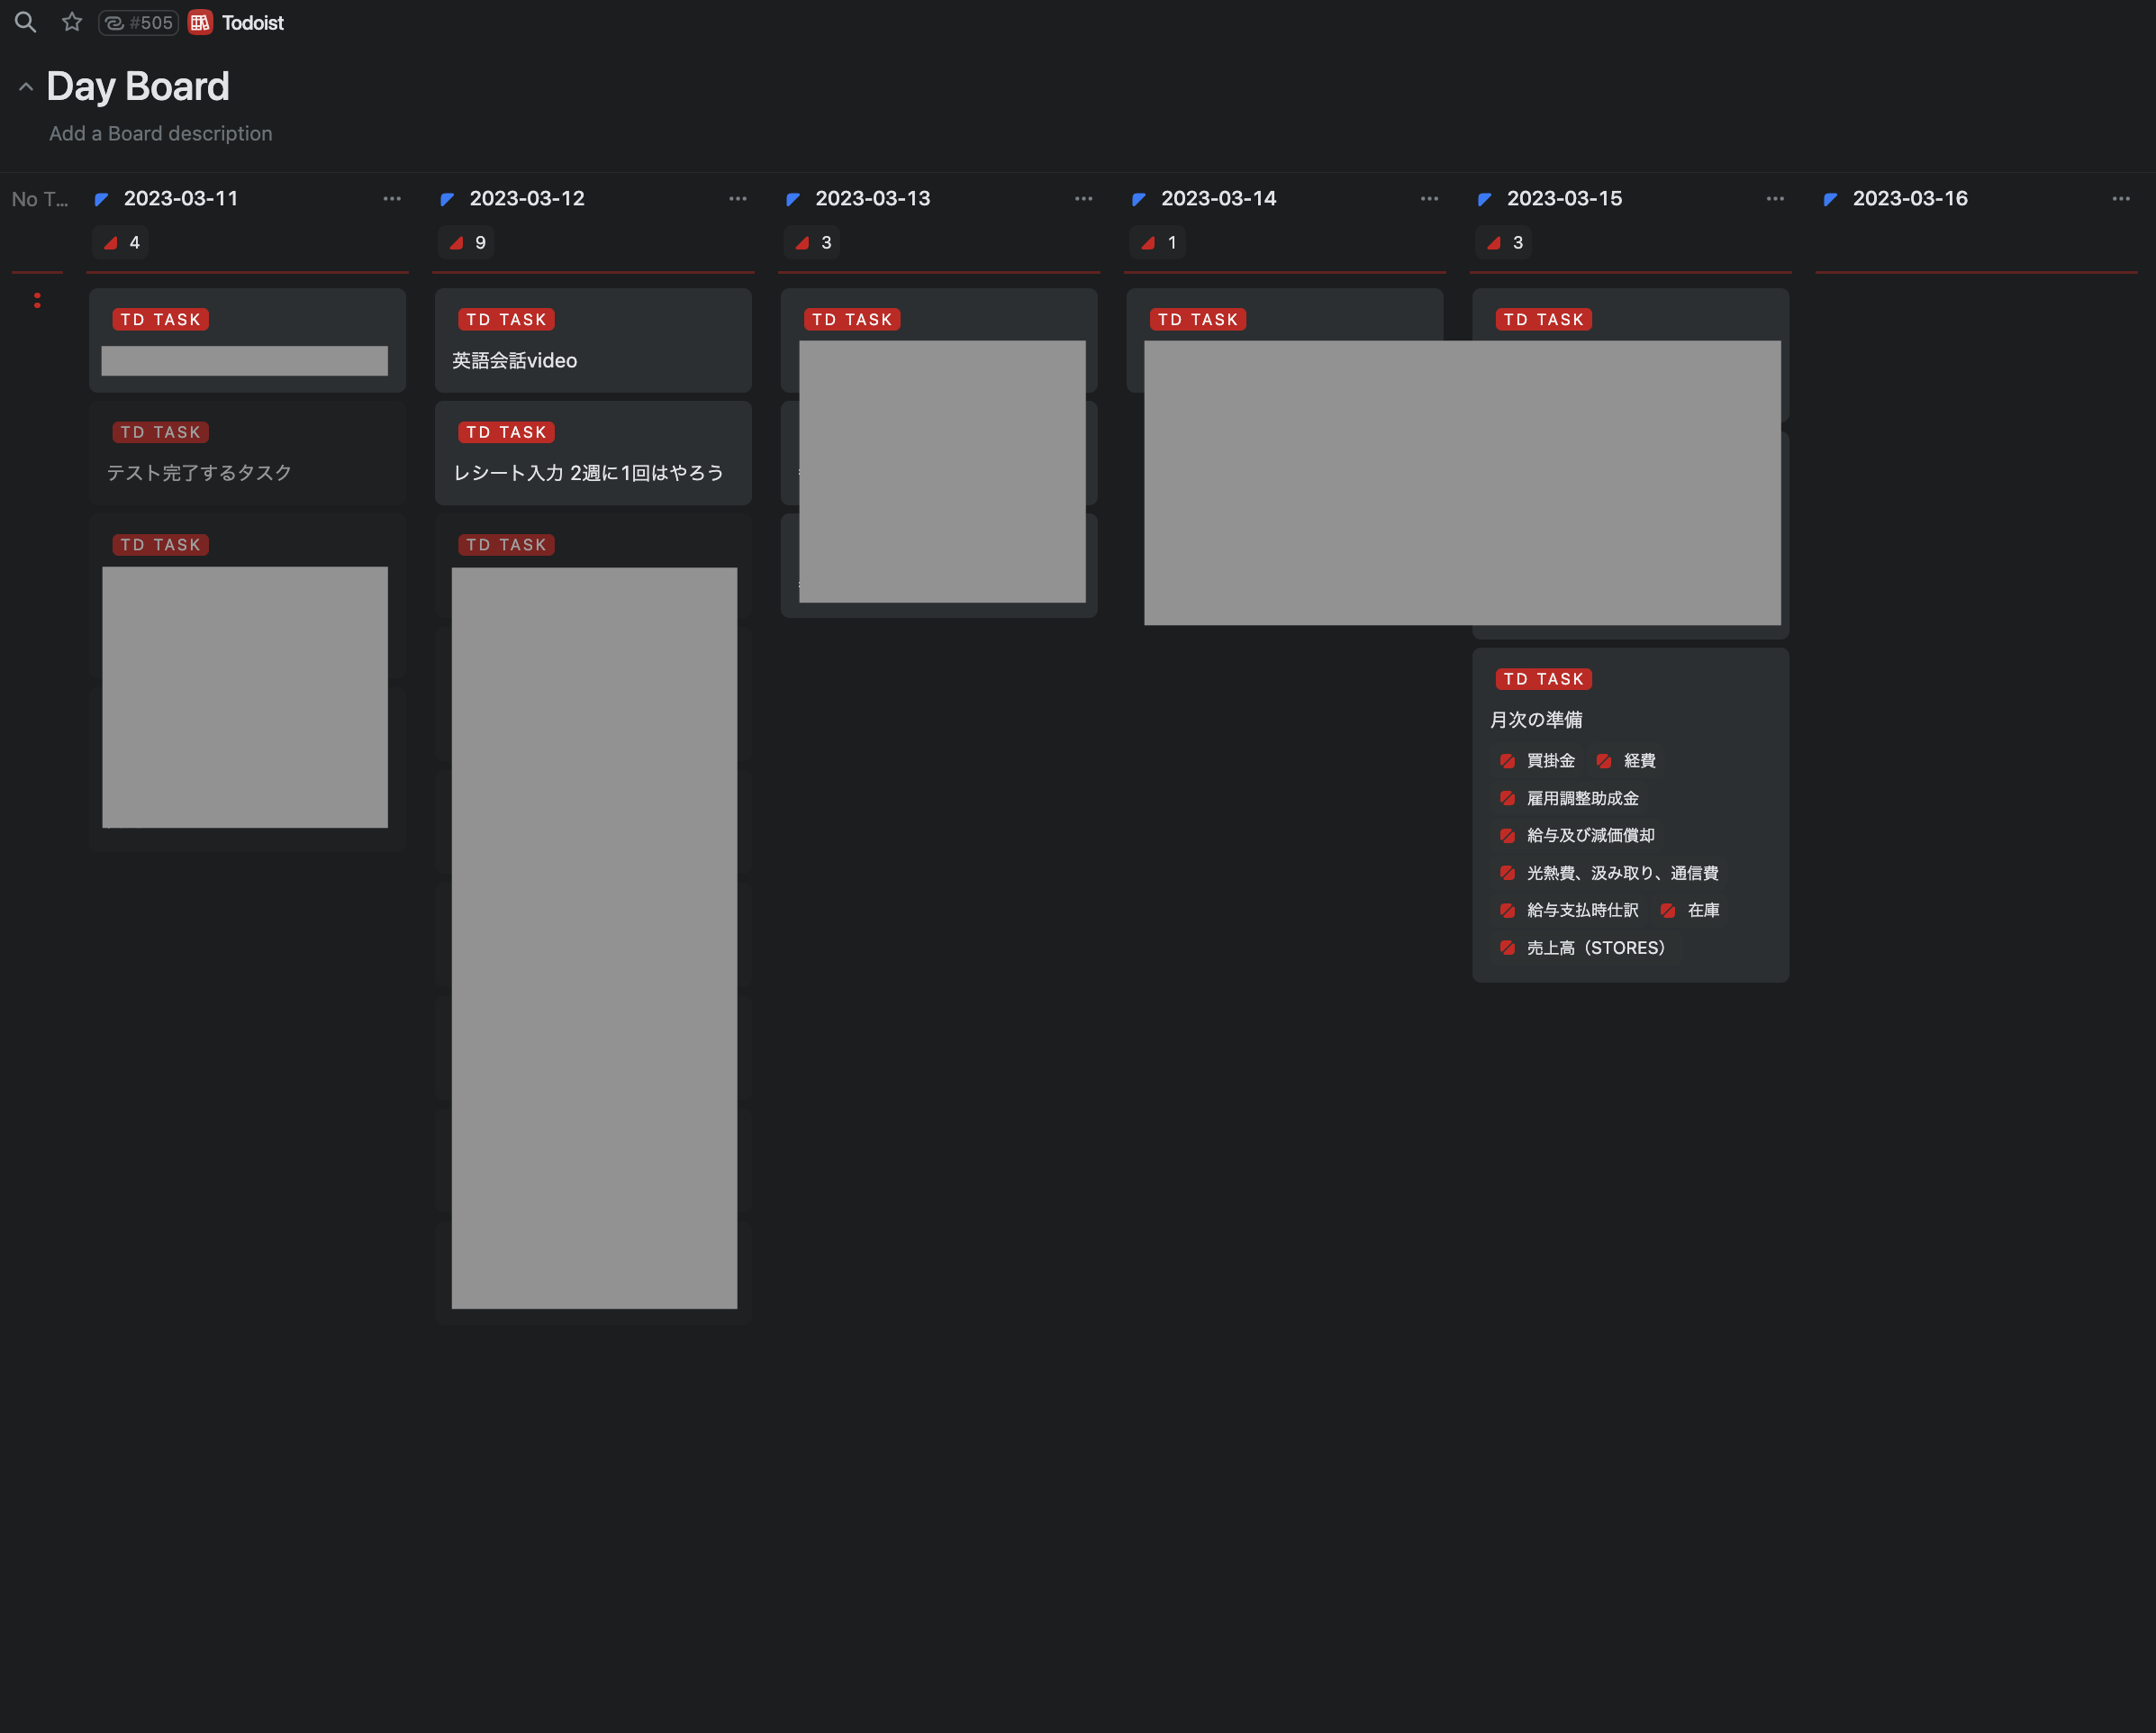 #505 Todoist
Day Board
Add a Board description
No T...
2023-03-11
4
TD TASK
TD TASK
テスト完了するタスク
TD TASK
2023-03-12
9
TD TASK
英語会話video
TD TASK
レシート入力 2週に1回はやろう
TD TASK
2023-03-13
3
TD TASK
2023-03-14
1
TD TASK
2023-03-15
3
TD TASK
TD TASK
月次の準備
買掛金 経費
雇用調整助成金
給与及び減価償却
光熱費、汲み取り、通信費
給与支払時仕訳 在庫
売上高（STORES）
2023-03-16